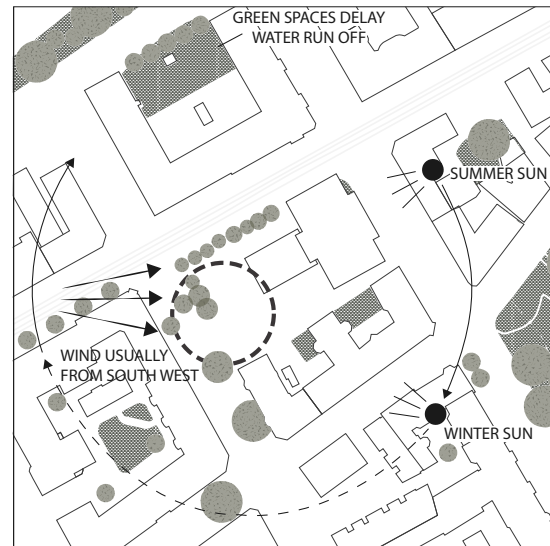 GREEN SPACES DELAY
WATER RUN OFF
SUMMER SUN
WIND USUALLY
FROM SOUTH WEST
WINTER SUN